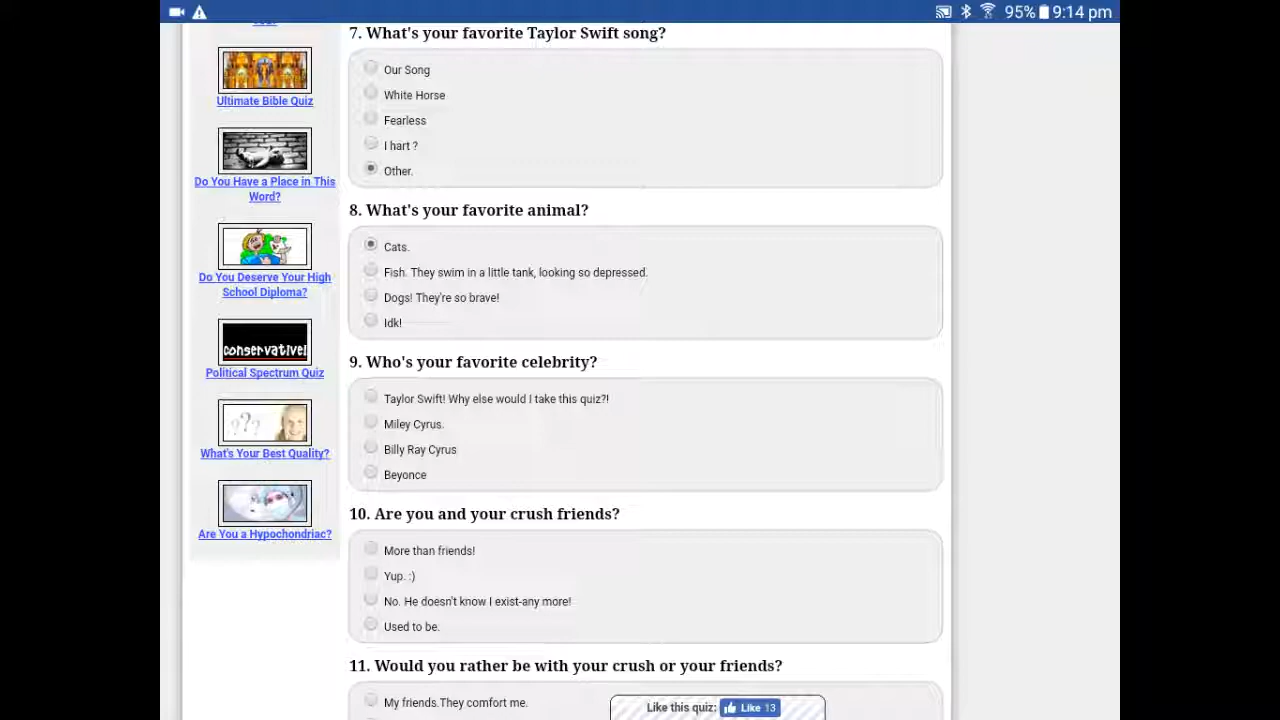 95% 9:14 pm
Ultimate Bible Quiz
Do You Have a Place in This
Word?
Do You Deserve Your High
School Diploma?
conservative!
Political Spectrum Quiz
???
What's Your Best Quality?
Are You a Hypochondriac?
7. What's your favorite Taylor Swift song?
Our Song
White Horse
Fearless
I hart ?
Other.
8. What's your favorite animal?
Cats.
Fish. They swim in a little tank, looking so depressed.
Dogs! They're so brave!
Idk!
9. Who's your favorite celebrity?
Taylor Swift! Why else would I take this quiz?!
Miley Cyrus.
Billy Ray Cyrus
Beyonce
10. Are you and your crush friends?
More than friends!
Yup. :)
No. He doesn't know I exist-any more!
Used to be.
11. Would you rather be with your crush or your friends?
My friends.They comfort me.
Like this quiz: Like 13